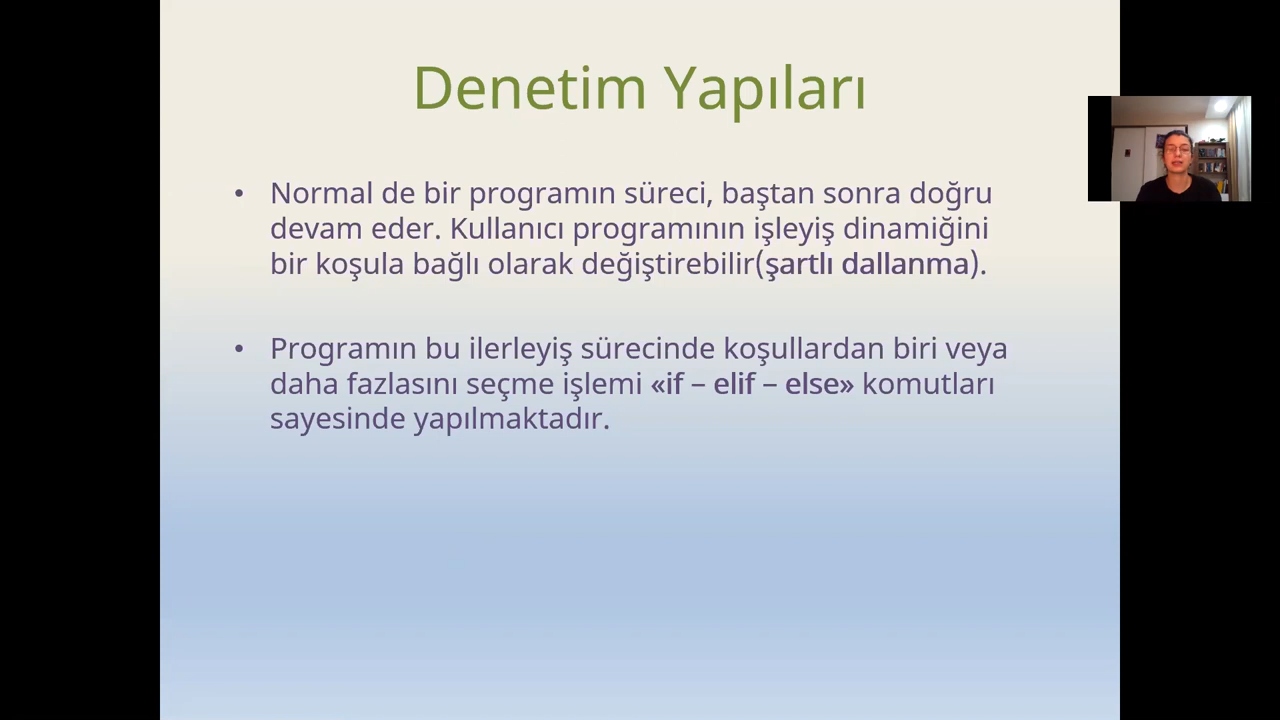 Denetim Yapıları
• Normal de bir programın süreci, baştan sonra doğru
devam eder. Kullanıcı programının işleyiş dinamiğini
bir koşula bağlı olarak değiştirebilir(şartlı dallanma).
• Programın bu ilerleyiş sürecinde koşullardan biri veya
daha fazlasını seçme işlemi «if – elif – else» komutları
sayesinde yapılmaktadır.